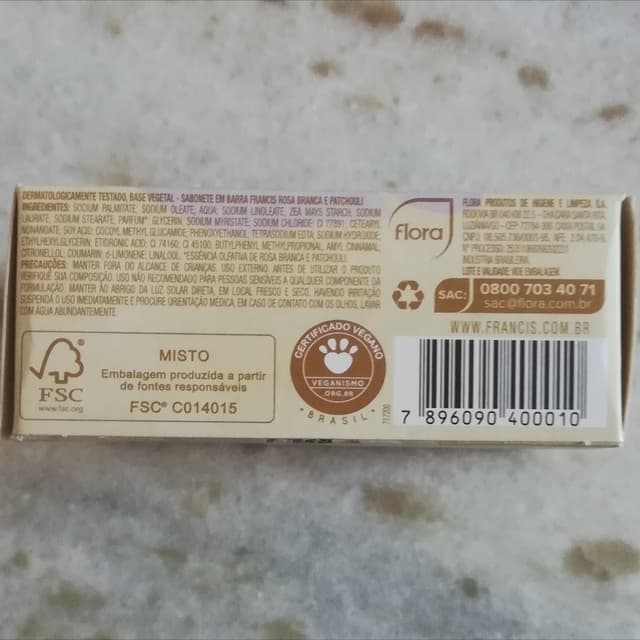 DERMATOLOGICAMENTE TESTADO, BASE VEGETAL - SABONETE EM BARRA FRANCIS ROSA BRANCA E PATCHOULI
INGREDIENTES: SODIUM PALMITATE, SODIUM OLEATE, AQUA, SODIUM LINOLEATE, ZEA MAYS STARCH, SODIUM
LAURATE, SODIUM STEARATE, PARFUM*, GLYCERIN, SODIUM MYRISTATE, SODIUM CHLORIDE, CI 77891, CETEARYL
NONANOATE, SOY ACID, COCOYL METHYL GLUCAMIDE, PHENOXYETHANOL, TETRASODIUM EDTA, SODIUM HYDROXIDE,
ETHYLHEXYLGLYCERIN, ETIDRONIC ACID, CI 74160, CI 45100, BUTYLPHENYL METHYLPROPIONAL, AMYL CINNAMAL,
CITRONELLOL, COUMARIN, d-LIMONENE, LINALOOL. *ESSÊNCIA OLFATIVA DE ROSA BRANCA E PATCHOULI.
PRECAUÇÕES: MANTER FORA DO ALCANCE DE CRIANÇAS. USO EXTERNO. ANTES DE UTILIZAR O PRODUTO
VERIFIQUE SUA COMPOSIÇÃO. USO NÃO RECOMENDADO PARA PESSOAS SENSÍVEIS A QUALQUER COMPONENTE DA
FORMULAÇÃO. MANTER AO ABRIGO DA LUZ SOLAR DIRETA, EM LOCAL FRESCO E SECO. HAVENDO IRRITAÇÃO
SUSPENDA O USO IMEDIATAMENTE E PROCURE ORIENTAÇÃO MÉDICA. EM CASO DE CONTATO COM OS OLHOS, LAVAR
COM ÁGUA ABUNDANTEMENTE.
flora
FLORA PRODUTOS DE HIGIENE E LIMPEZA S.A.
INDÚSTRIA BRASILEIRA
LOTE E VALIDADE: VIDE EMBALAGEM.
SAC: 0800 703 40 71
sac@flora.com.br
WWW.FRANCIS.COM.BR
FSC
www.fsc.org
MISTO
Embalagem produzida a partir
de fontes responsáveis
FSC® C014015
CERTIFICADO VEGANO
VEGANISMO
.ORG.BR
• BRASIL •
717200
7 896090 400010